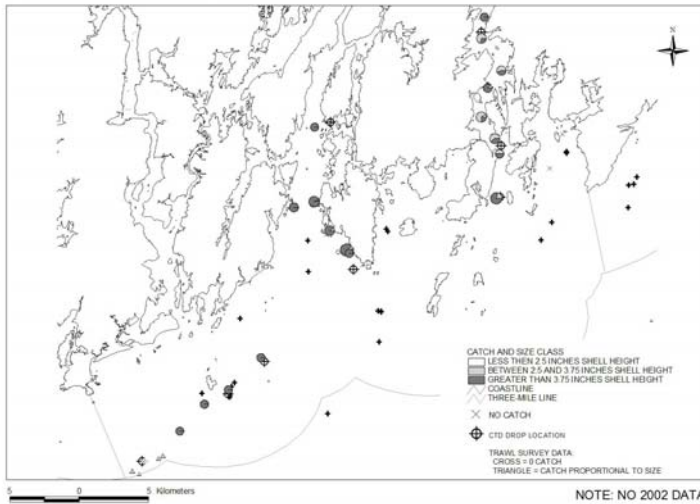 N
CATCH AND SIZE CLASS
LESS THEN 2.5 INCHES SHELL HEIGHT
BETWEEN 2.5 AND 3.75 INCHES SHELL HEIGHT
GREATER THAN 3.75 INCHES SHELL HEIGHT
COASTLINE
THREE-MILE LINE
NO CATCH
CTD DROP LOCATION
TRAWL SURVEY DATA:
CROSS = 0 CATCH
TRIANGLE = CATCH PROPORTIONAL TO SIZE
5 0 5 Kilometers
NOTE: NO 2002 DATA